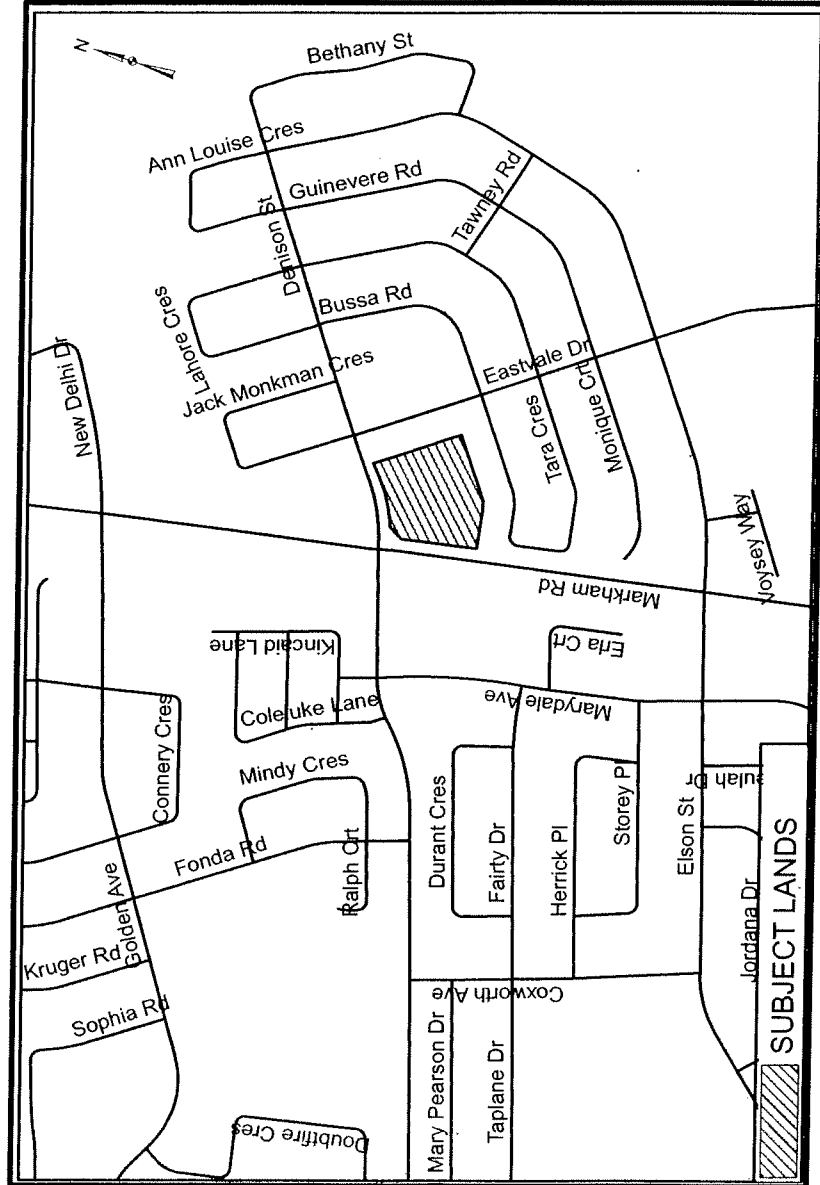 N
Bethany St
Ann Louise Cres
Guinevere Rd
Tawney Rd
Denison St
Lahore Cres
Bussa Rd
Jack Monkman Cres
Eastvale Dr
New Delhi Dr
Tara Cres
Monique Crt
Voysey Way
Markham Rd
Kincaid Lane
Erla Crt
Coleluke Lane
Marydale Ave
Connery Cres
Mindy Cres
Durant Cres
Storey Pl
Fonda Rd
Ralph Crt
Fairty Dr
Herrick Pl
Elson St
Dr
Golden Ave
Kruger Rd
Jordana Dr
Sophia Rd
Coxworth Ave
Mary Pearson Dr
Taplane Dr
Doubtfire Cres
SUBJECT LANDS